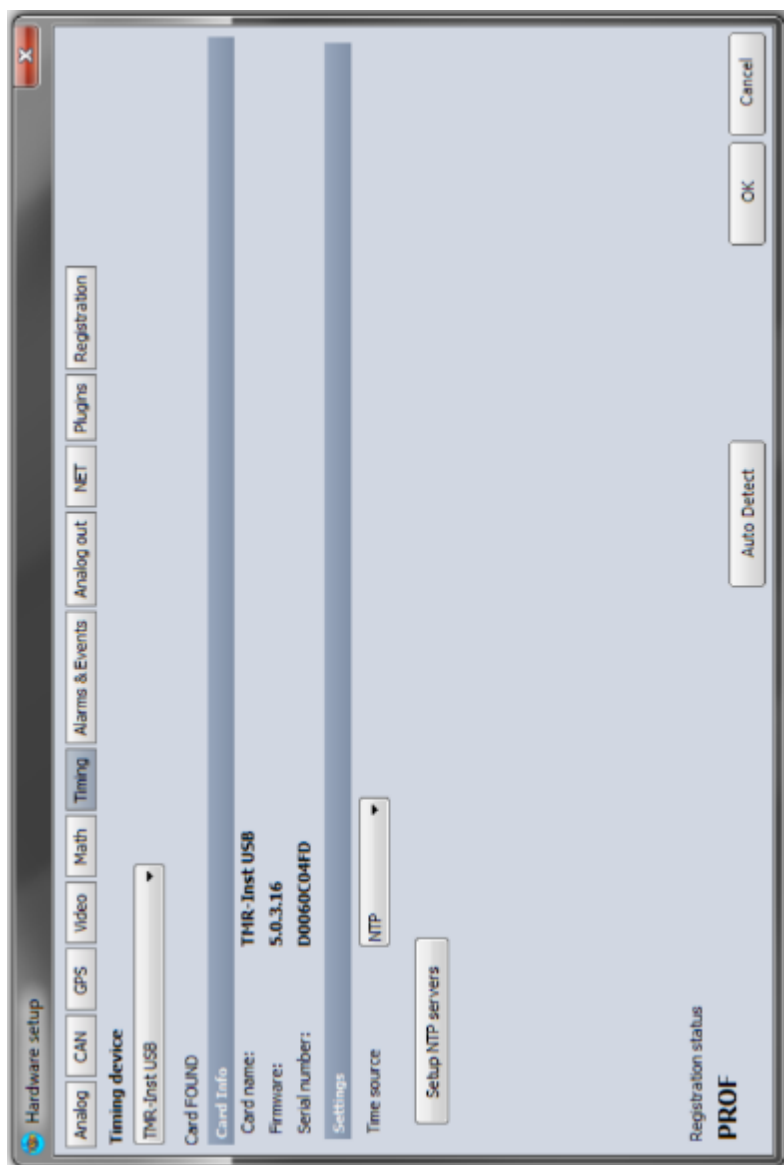 Hardware setup
Analog CAN GPS Video Math Timing Alarms & Events Analog out NET Plugins Registration
Timing device
TMR-Inst USB
Card FOUND
Card Info
Card name: TMR-Inst USB
Firmware: 5.0.3.16
Serial number: D0060C04FD
Settings
Time source NTP
Setup NTP servers
Registration status
PROF
Auto Detect OK Cancel